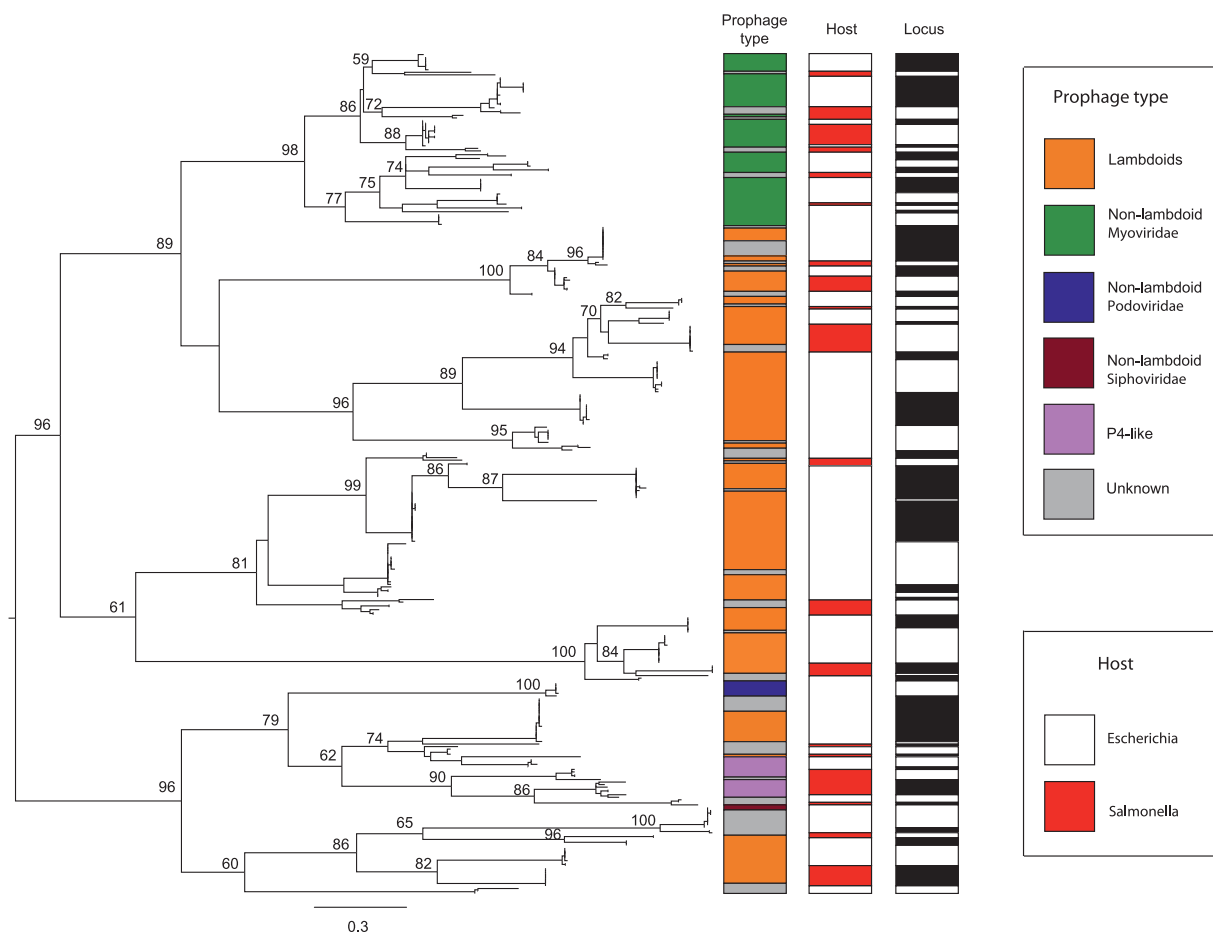 Prophage
type
Host
Locus
59
86
72
88
98
74
75
77
89
84
96
100
82
70
94
89
96
95
96
86
87
99
81
61
100
84
100
79
74
62
90
86
96
65
100
96
86
60
82
0.3
Prophage type
Lambdoids
Non-lambdoid
Myoviridae
Non-lambdoid
Podoviridae
Non-lambdoid
Siphoviridae
P4-like
Unknown
Host
Escherichia
Salmonella